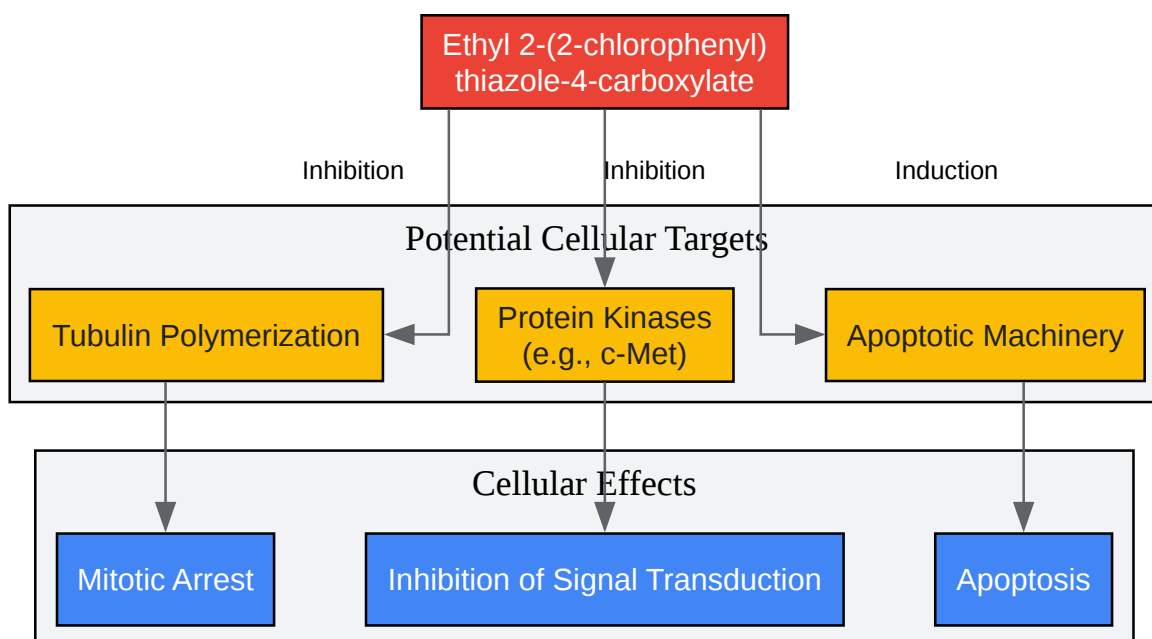 Ethyl 2-(2-chlorophenyl)
thiazole-4-carboxylate
Inhibition
Inhibition
Induction
Potential Cellular Targets
Tubulin Polymerization
Protein Kinases
(e.g., c-Met)
Apoptotic Machinery
Cellular Effects
Mitotic Arrest
Inhibition of Signal Transduction
Apoptosis